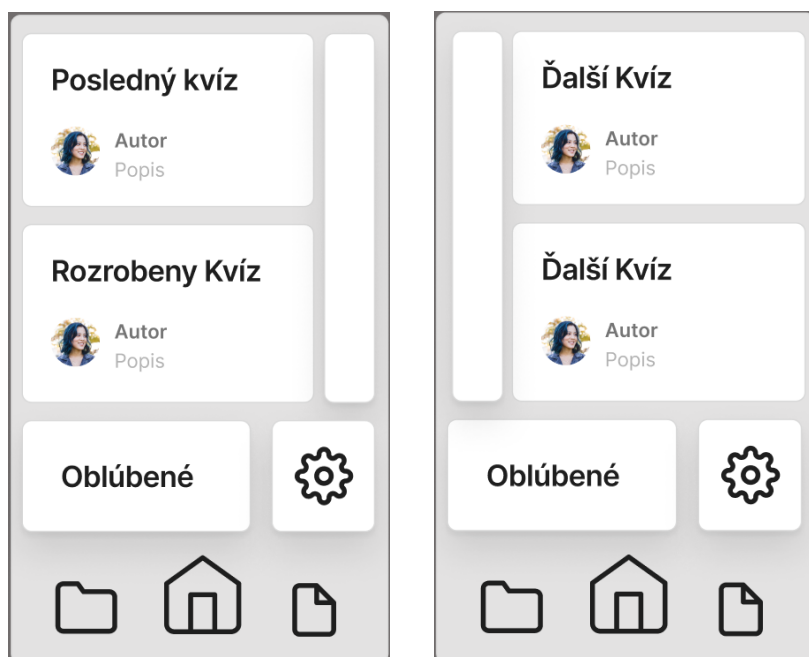 Posledný kvíz
Autor
Popis
Rozrobeny Kvíz
Autor
Popis
Oblúbené
Ďalší Kvíz
Autor
Popis
Ďalší Kvíz
Autor
Popis
Oblúbené